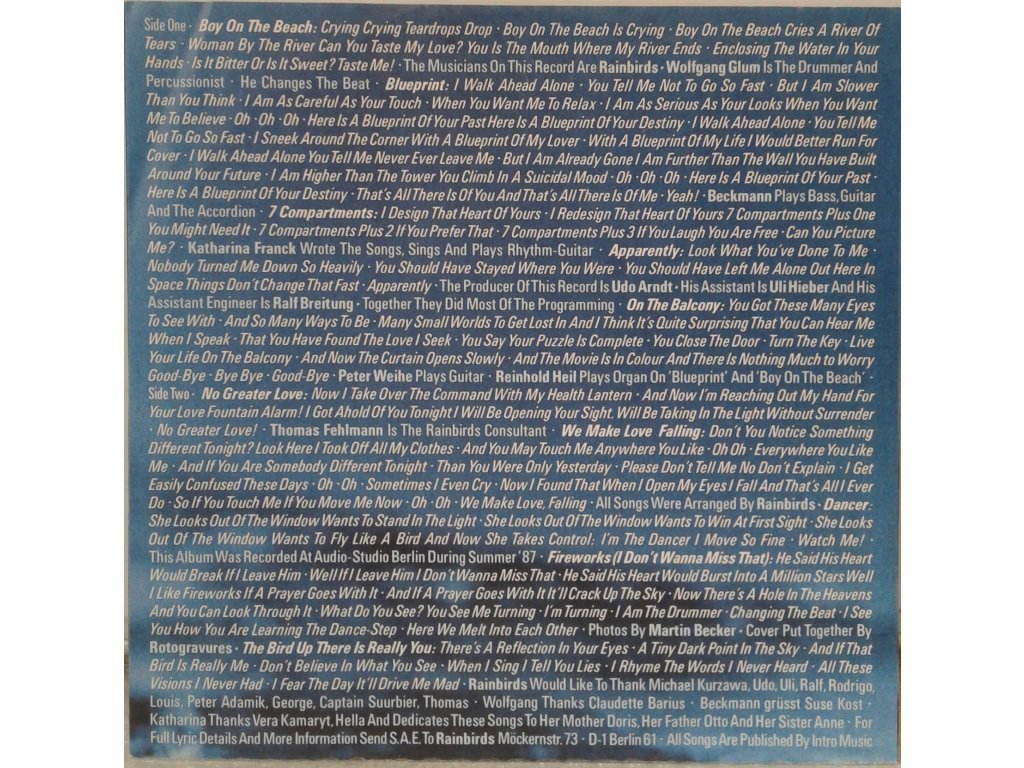 Side One · Boy On The Beach: Crying Crying Teardrops Drop · Boy On The Beach Is Crying · Boy On The Beach Cries A River Of
Tears · Woman By The River Can You Taste My Love? You Is The Mouth Where My River Ends · Enclosing The Water In Your
Hands · Is It Bitter Or Is It Sweet? Taste Me! · The Musicians On This Record Are Rainbirds · Wolfgang Glum Is The Drummer And
Percussionist · He Changes The Beat · Blueprint: I Walk Ahead Alone · You Tell Me Not To Go So Fast · But I Am Slower
Than You Think · I Am As Careful As Your Touch · When You Want Me To Relax · I Am As Serious As Your Looks When You Want
Me To Believe · Oh · Oh · Oh · Here Is A Blueprint Of Your Past Here Is A Blueprint Of Your Destiny · I Walk Ahead Alone · You Tell Me
Not To Go So Fast · I Sneek Around The Corner With A Blueprint Of My Lover · With A Blueprint Of My Life I Would Better Run For
Cover · I Walk Ahead Alone You Tell Me Never Ever Leave Me · But I Am Already Gone I Am Further Than The Wall You Have Built
Around Your Future · I Am Higher Than The Tower You Climb In A Suicidal Mood · Oh · Oh · Oh · Here Is A Blueprint Of Your Past ·
Here Is A Blueprint Of Your Destiny · That's All There Is Of You And That's All There Is Of Me · Yeah! · Beckmann Plays Bass, Guitar
And The Accordion · 7 Compartments: I Design That Heart Of Yours · I Redesign That Heart Of Yours 7 Compartments Plus One
You Might Need It · 7 Compartments Plus 2 If You Prefer That · 7 Compartments Plus 3 If You Laugh You Are Free · Can You Picture
Me? · Katharina Franck Wrote The Songs, Sings And Plays Rhythm-Guitar · Apparently: Look What You've Done To Me ·
Nobody Turned Me Down So Heavily · You Should Have Stayed Where You Were · You Should Have Left Me Alone Out Here In
Space Things Don't Change That Fast · Apparently · The Producer Of This Record Is Udo Arndt · His Assistant Is Uli Hieber And His
Assistant Engineer Is Ralf Breitung · Together They Did Most Of The Programming · On The Balcony: You Got These Many Eyes
To See With · And So Many Ways To Be · Many Small Worlds To Get Lost In And I Think It's Quite Surprising That You Can Hear Me
When I Speak · That You Have Found The Love I Seek · You Say Your Puzzle Is Complete · You Close The Door · Turn The Key · Live
Your Life On The Balcony · And Now The Curtain Opens Slowly · And The Movie Is In Colour And There Is Nothing Much to Worry
Good-Bye · Bye Bye · Good-Bye · Peter Weihe Plays Guitar · Reinhold Heil Plays Organ On 'Blueprint' And 'Boy On The Beach' ·
Side Two · No Greater Love: Now I Take Over The Command With My Health Lantern · And Now I'm Reaching Out My Hand For
Your Love Fountain Alarm! I Got Ahold Of You Tonight I Will Be Opening Your Sight, Will Be Taking In The Light Without Surrender
· No Greater Love! · Thomas Fehlmann Is The Rainbirds Consultant · We Make Love Falling: Don't You Notice Something
Different Tonight? Look Here I Took Off All My Clothes · And You May Touch Me Anywhere You Like · Oh Oh · Everywhere You Like
Me · And If You Are Somebody Different Tonight · Than You Were Only Yesterday · Please Don't Tell Me No Don't Explain · I Get
Easily Confused These Days · Oh · Oh · Sometimes I Even Cry · Now I Found That When I Open My Eyes I Fall And That's All I Ever
Do · So If You Touch Me If You Move Me Now · Oh · Oh · We Make Love, Falling · All Songs Were Arranged By Rainbirds · Dancer:
She Looks Out Of The Window Wants To Stand In The Light · She Looks Out Of The Window Wants To Win At First Sight · She Looks
Out Of The Window Wants To Fly Like A Bird And Now She Takes Control: I'm The Dancer I Move So Fine · Watch Me! ·
This Album Was Recorded At Audio-Studio Berlin During Summer '87 · Fireworks (I Don't Wanna Miss That): He Said His Heart
Would Break If I Leave Him · Well If I Leave Him I Don't Wanna Miss That · He Said His Heart Would Burst Into A Million Stars Well
I Like Fireworks If A Prayer Goes With It · And If A Prayer Goes With It It'll Crack Up The Sky · Now There's A Hole In The Heavens
And You Can Look Through It · What Do You See? You See Me Turning · I'm Turning · I Am The Drummer · Changing The Beat · I See
You How You Are Learning The Dance-Step · Here We Melt Into Each Other · Photos By Martin Becker · Cover Put Together By
Rotogravures · The Bird Up There Is Really You: There's A Reflection In Your Eyes · A Tiny Dark Point In The Sky · And If That
Bird Is Really Me · Don't Believe In What You See · When I Sing I Tell You Lies · I Rhyme The Words I Never Heard · All These
Visions I Never Had · I Fear The Day It'll Drive Me Mad · Rainbirds Would Like To Thank Michael Kurzawa, Udo, Uli, Ralf, Rodrigo,
Louis, Peter Adamik, George, Captain Suurbier, Thomas · Wolfgang Thanks Claudette Barius · Beckmann grüsst Suse Kost ·
Katharina Thanks Vera Kamaryt, Hella And Dedicates These Songs To Her Mother Doris, Her Father Otto And Her Sister Anne · For
Full Lyric Details And More Information Send S.A.E. To Rainbirds Möckernstr. 73 · D-1 Berlin 61 · All Songs Are Published By Intro Music